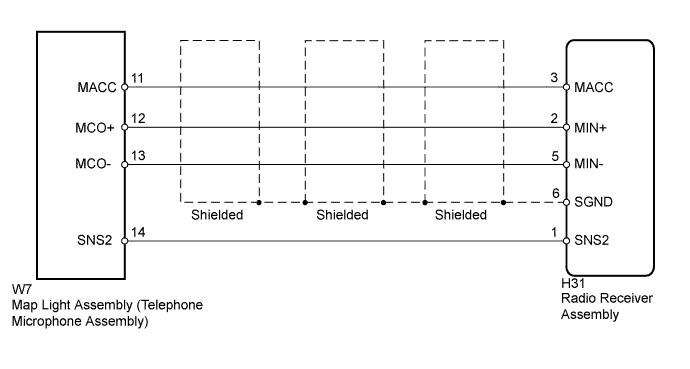 MACC 11 3 MACC
MCO+ 12 2 MIN+
MCO- 13 5 MIN-
6 SGND
Shielded Shielded Shielded
SNS2 14 1 SNS2
W7
Map Light Assembly (Telephone
Microphone Assembly)
H31
Radio Receiver
Assembly